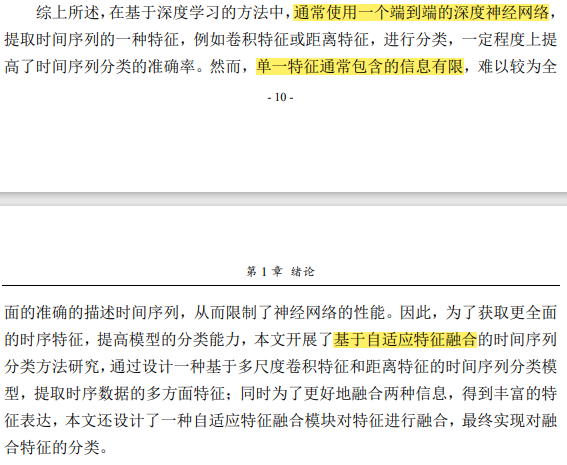 综上所述，在基于深度学习的方法中，通常使用一个端到端的深度神经网络，
提取时间序列的一种特征，例如卷积特征或距离特征，进行分类，一定程度上提
高了时间序列分类的准确率。然而，单一特征通常包含的信息有限，难以较为全
- 10 -
第 1 章 绪论
面的准确的描述时间序列，从而限制了神经网络的性能。因此，为了获取更全面
的时序特征，提高模型的分类能力，本文开展了基于自适应特征融合的时间序列
分类方法研究，通过设计一种基于多尺度卷积特征和距离特征的时间序列分类模
型，提取时序数据的多方面特征；同时为了更好地融合两种信息，得到丰富的特
征表达，本文还设计了一种自适应特征融合模块对特征进行融合，最终实现对融
合特征的分类。